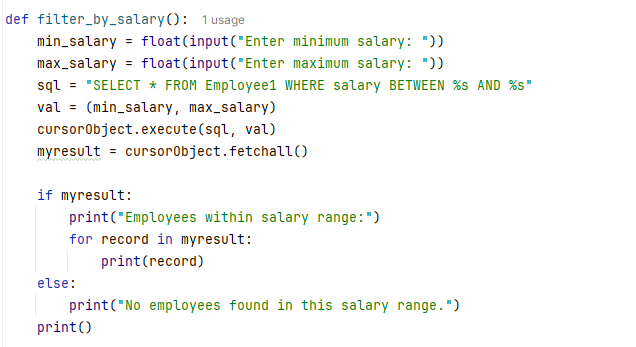 def filter_by_salary(): 1 usage
    min_salary = float(input("Enter minimum salary: "))
    max_salary = float(input("Enter maximum salary: "))
    sql = "SELECT * FROM Employee1 WHERE salary BETWEEN %s AND %s"
    val = (min_salary, max_salary)
    cursorObject.execute(sql, val)
    myresult = cursorObject.fetchall()

    if myresult:
        print("Employees within salary range:")
        for record in myresult:
            print(record)
    else:
        print("No employees found in this salary range.")
    print()